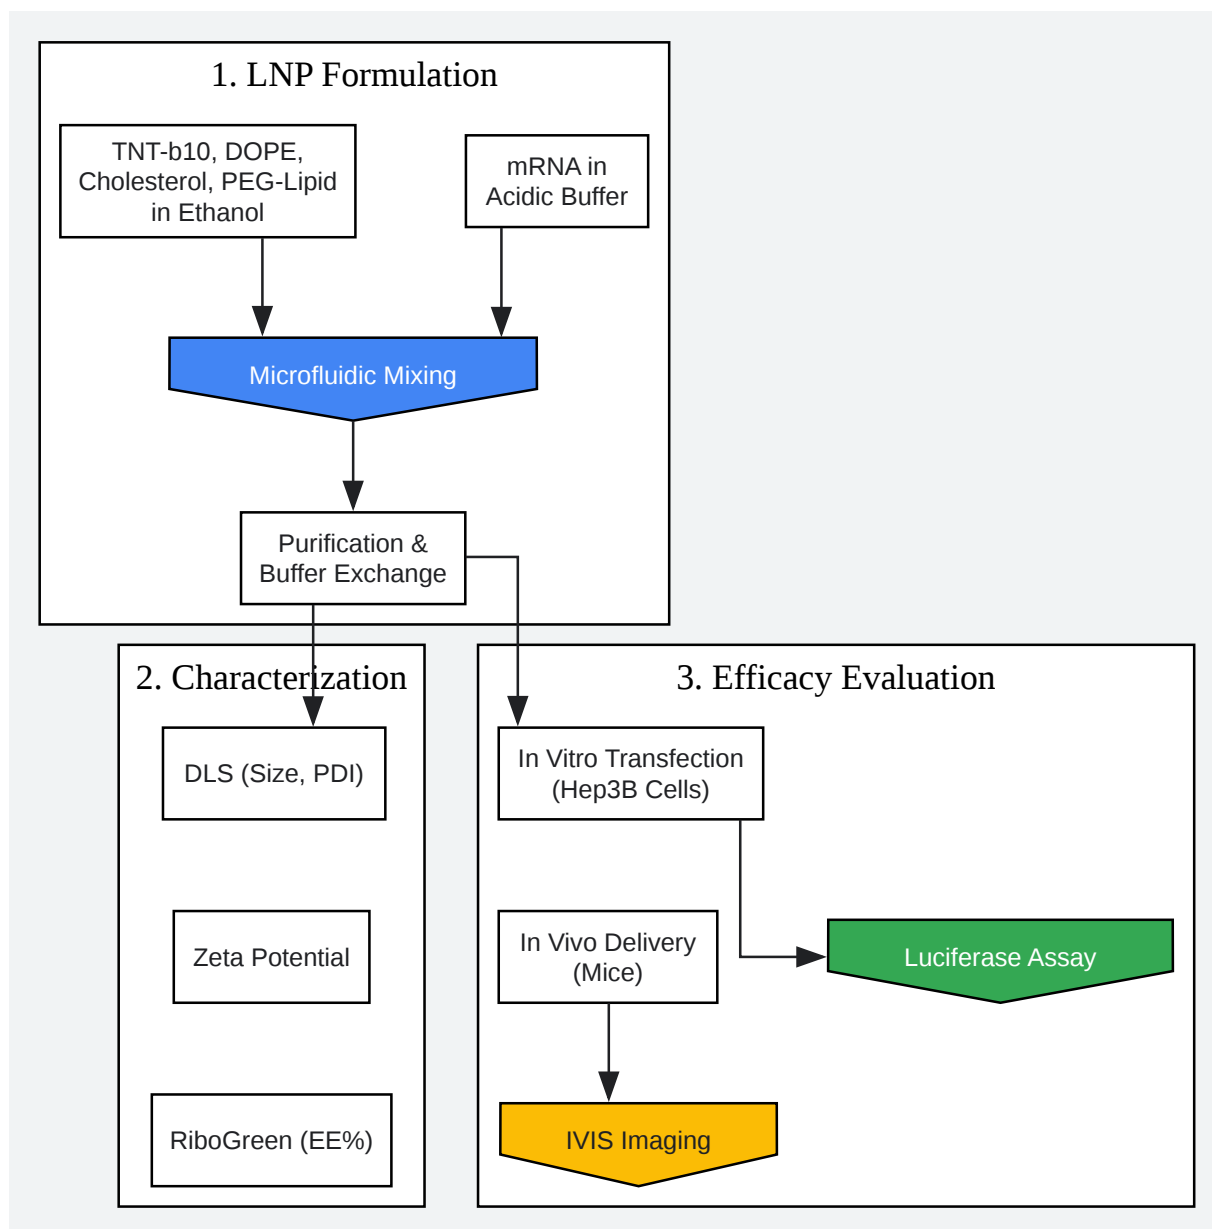 1. LNP Formulation
TNT-b10, DOPE,
Cholesterol, PEG-Lipid
in Ethanol
mRNA in
Acidic Buffer
Microfluidic Mixing
Purification &
Buffer Exchange
2. Characterization
DLS (Size, PDI)
Zeta Potential
RiboGreen (EE%)
3. Efficacy Evaluation
In Vitro Transfection
(Hep3B Cells)
In Vivo Delivery
(Mice)
Luciferase Assay
IVIS Imaging